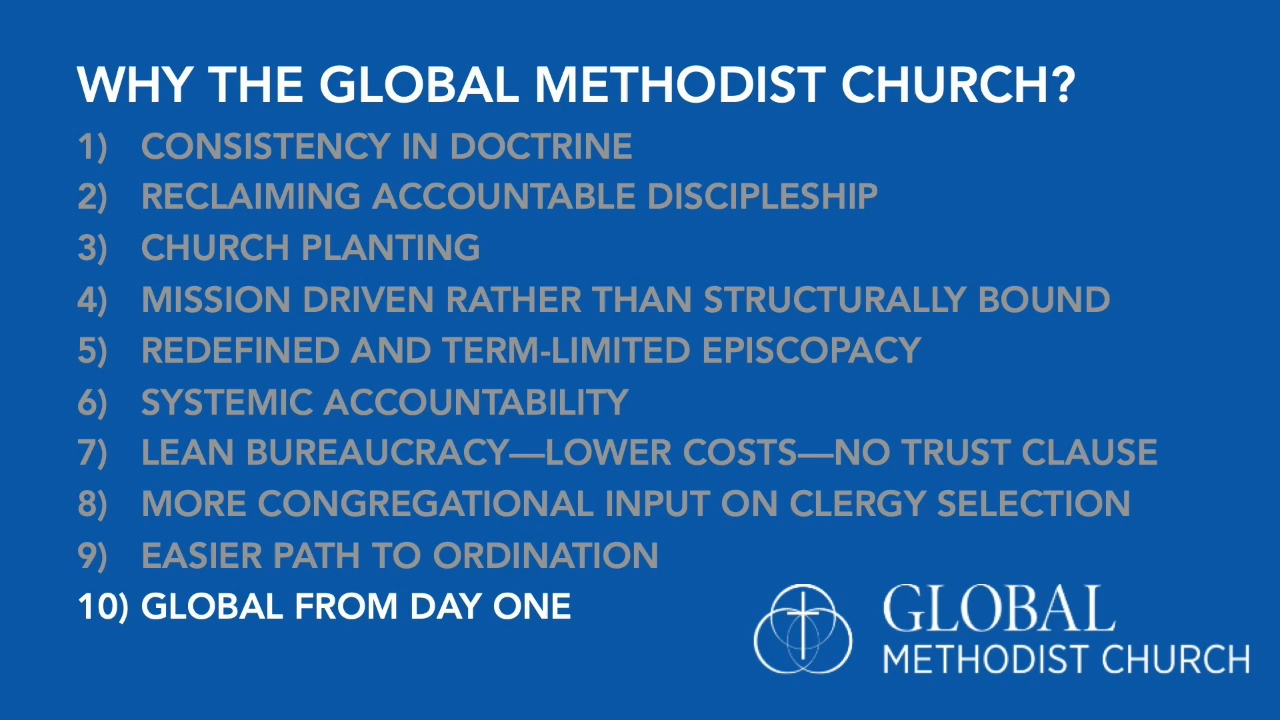 WHY THE GLOBAL METHODIST CHURCH?
1) CONSISTENCY IN DOCTRINE
2) RECLAIMING ACCOUNTABLE DISCIPLESHIP
3) CHURCH PLANTING
4) MISSION DRIVEN RATHER THAN STRUCTURALLY BOUND
5) REDEFINED AND TERM-LIMITED EPISCOPACY
6) SYSTEMIC ACCOUNTABILITY
7) LEAN BUREAUCRACY—LOWER COSTS—NO TRUST CLAUSE
8) MORE CONGREGATIONAL INPUT ON CLERGY SELECTION
9) EASIER PATH TO ORDINATION
10) GLOBAL FROM DAY ONE
GLOBAL
METHODIST CHURCH